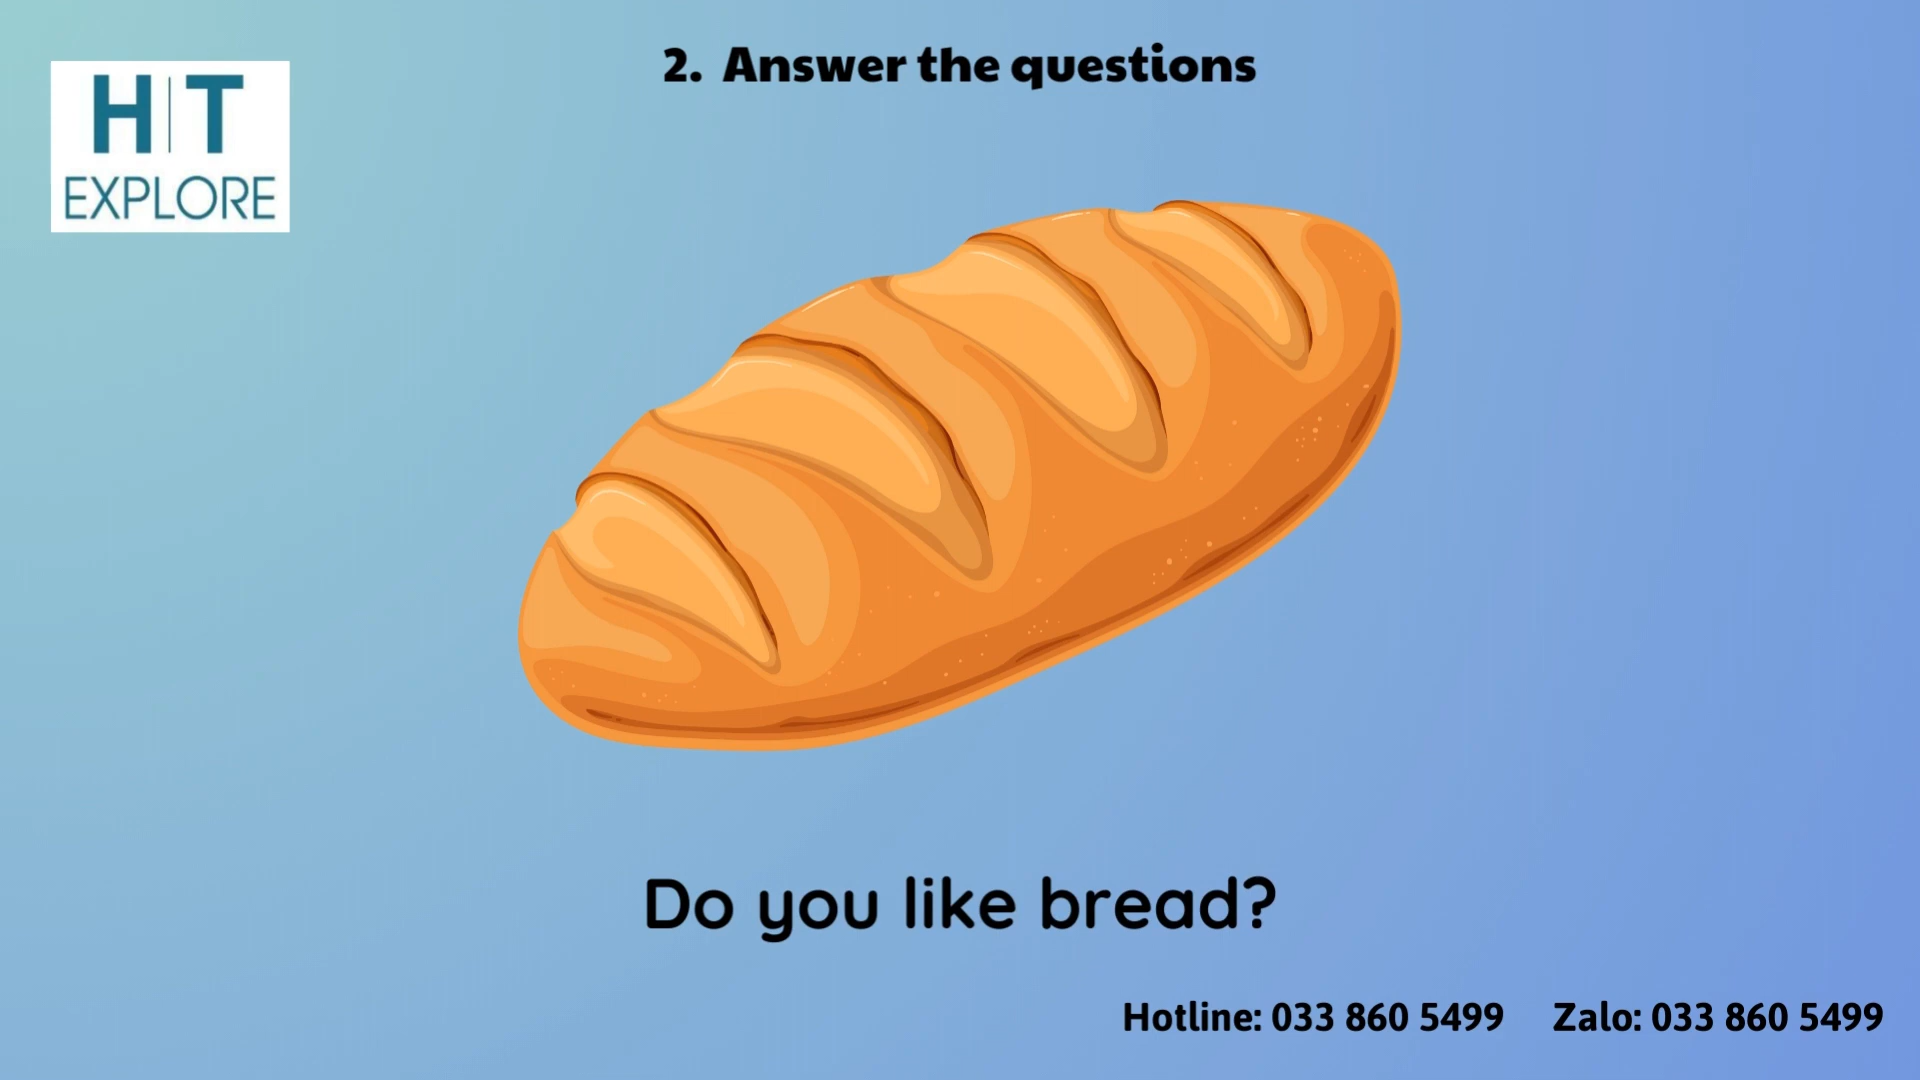 2. Answer the questions
H|T
EXPLORE
Do you like bread?
Hotline: 033 860 5499 Zalo: 033 860 5499